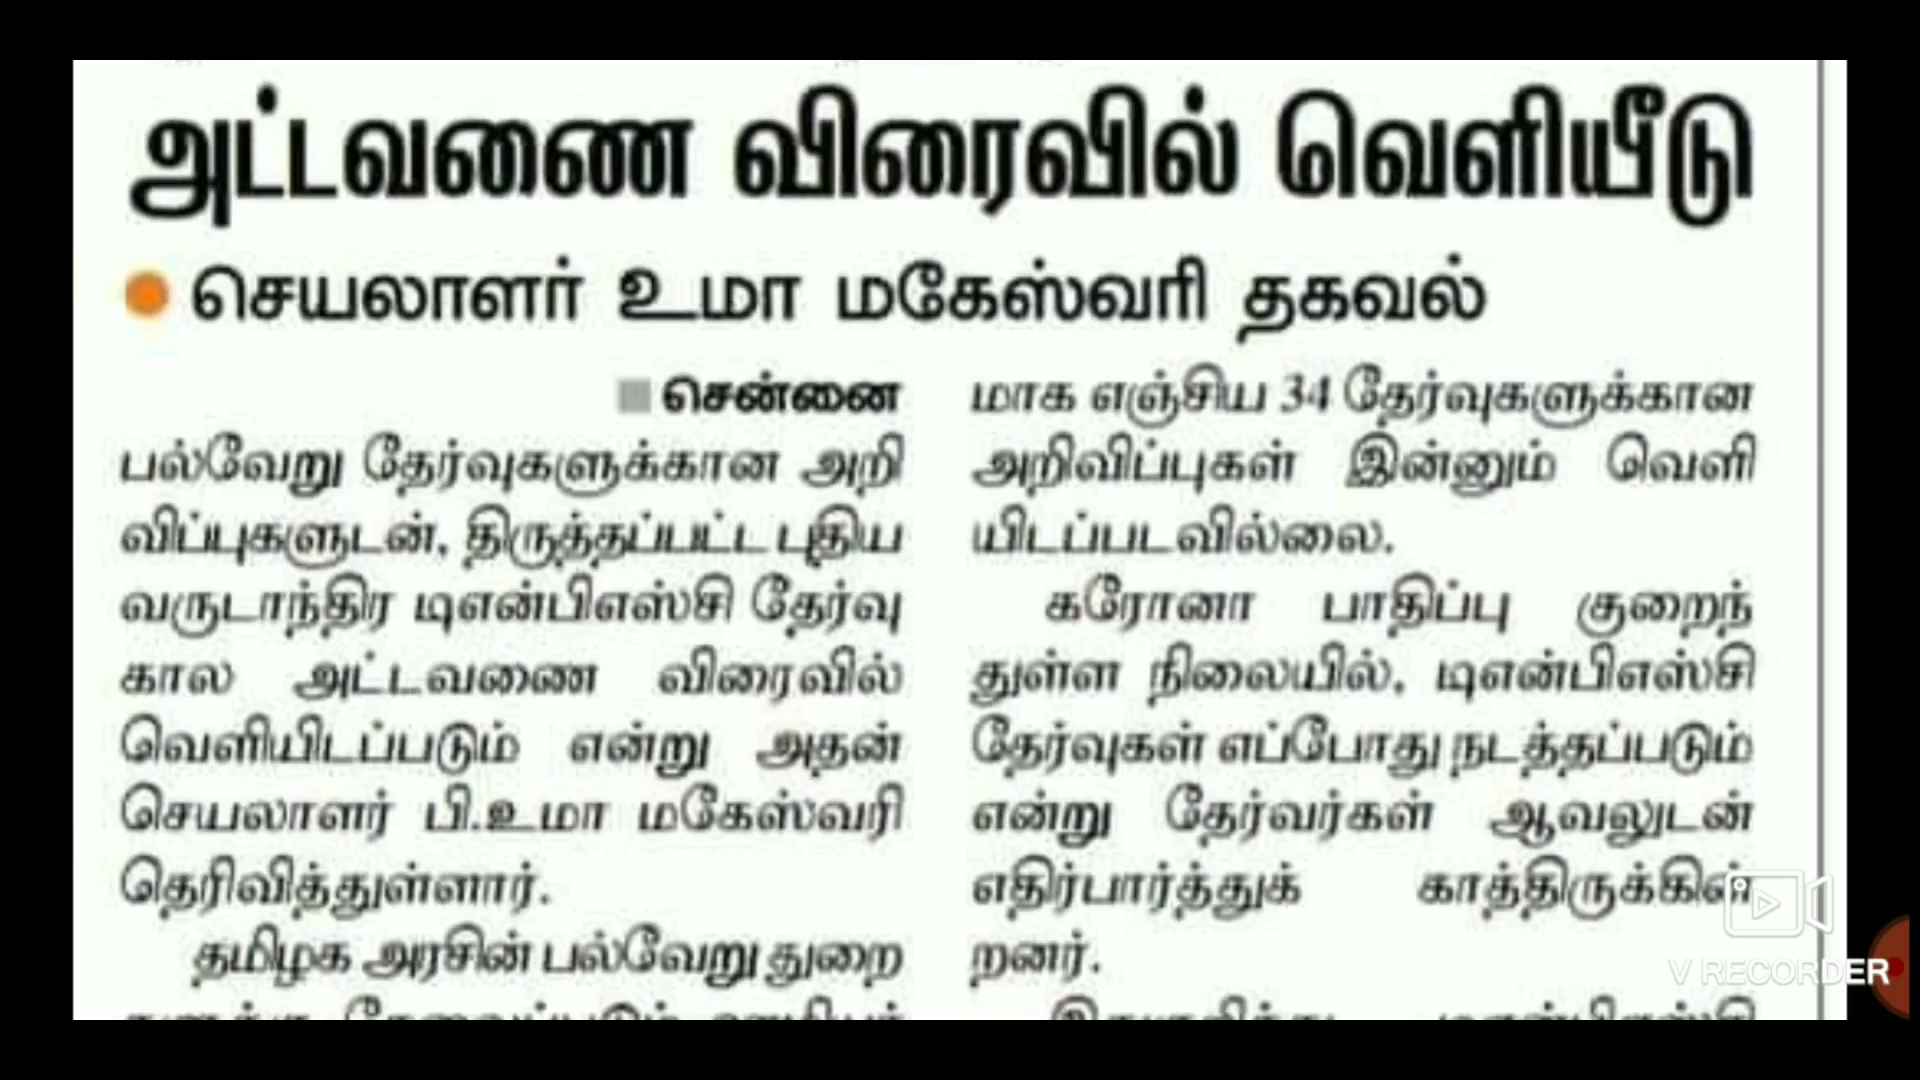 அட்டவணை விரைவில் வெளியீடு
செயலாளர் உமா மகேஸ்வரி தகவல்
சென்னை
பல்வேறு தேர்வுகளுக்கான அறி
விப்புகளுடன், திருத்தப்பட்ட புதிய
வருடாந்திர டிஎன்பிஎஸ்சி தேர்வு
கால அட்டவணை விரைவில்
வெளியிடப்படும் என்று அதன்
செயலாளர் பி.உமா மகேஸ்வரி
தெரிவித்துள்ளார்.
தமிழக அரசின் பல்வேறு துறை
மாக எஞ்சிய 34 தேர்வுகளுக்கான
அறிவிப்புகள் இன்னும் வெளி
யிடப்படவில்லை.
கரோனா பாதிப்பு குறைந்
துள்ள நிலையில், டிஎன்பிஎஸ்சி
தேர்வுகள் எப்போது நடத்தப்படும்
என்று தேர்வர்கள் ஆவலுடன்
எதிர்பார்த்துக் காத்திருக்கின்
றனர்.
V RECORDER